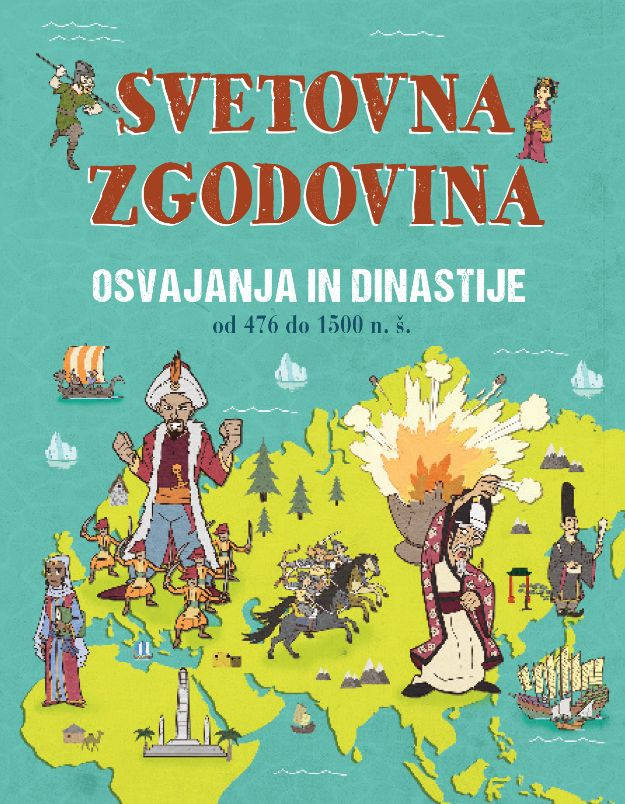 SVETOVNA
ZGODOVINA
OSVAJANJA IN DINASTIJE
od 476 do 1500 n. š.